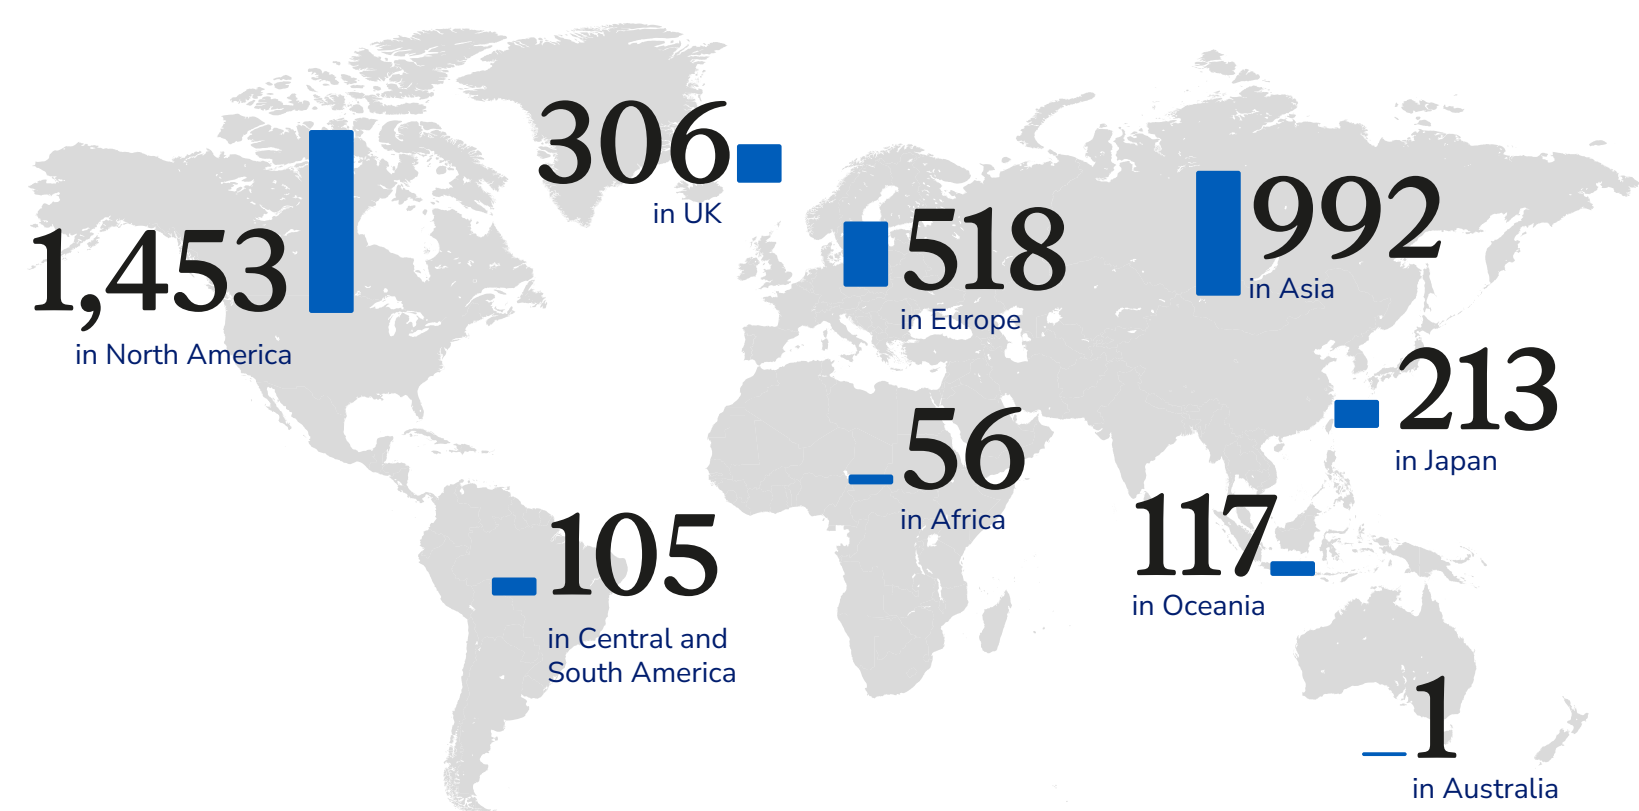 306
in UK
1,453
in North America
518
in Europe
992
in Asia
213
in Japan
56
in Africa
117
in Oceania
105
in Central and
South America
1
in Australia